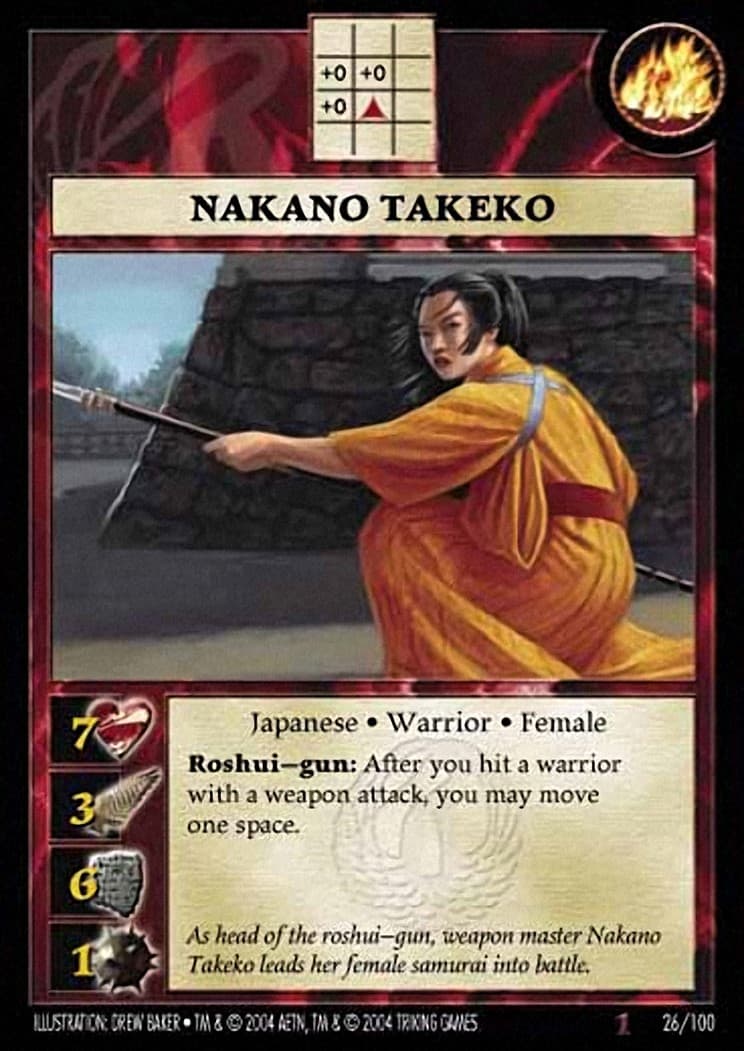 +0 +0
+0
NAKANO TAKEKO
7
3
6
1
Japanese • Warrior • Female
Roshui–gun: After you hit a warrior
with a weapon attack, you may move
one space.
As head of the roshui–gun, weapon master Nakano
Takeko leads her female samurai into battle.
ILLUSTRATION: DREW BAKER • TM & © 2004 AETN, TM & © 2004 TRIKING GAMES
1 26/100